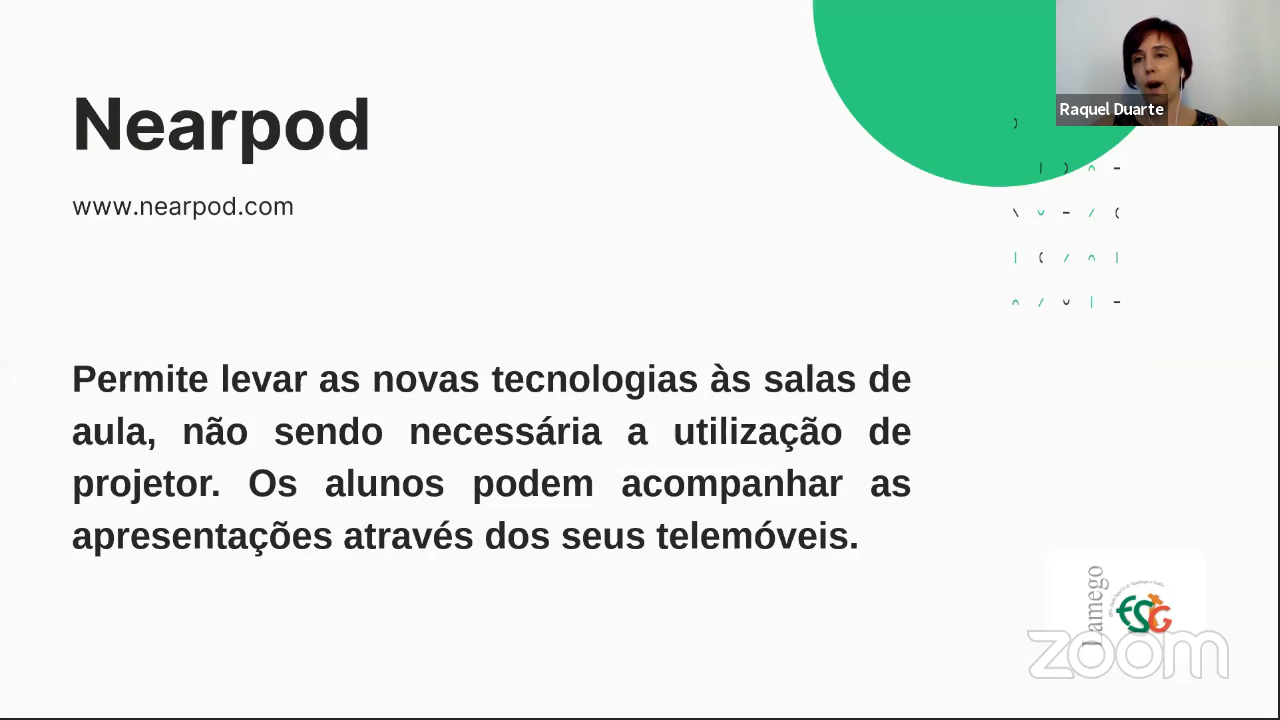 Nearpod
Raquel Duarte
www.nearpod.com
Permite levar as novas tecnologias às salas de
aula, não sendo necessária a utilização de
projetor. Os alunos podem acompanhar as
apresentações através dos seus telemóveis.
Lamego
ESTG
zoom